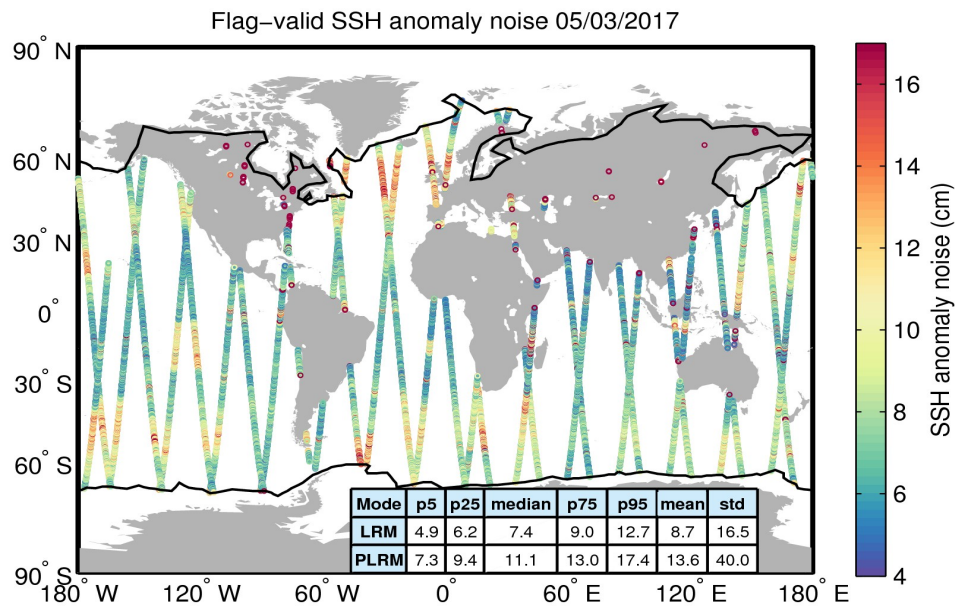 Flag−valid SSH anomaly noise 05/03/2017
90° N
60° N
30° N
0°
30° S
60° S
90° S
180° W
120° W
60° W
0°
60° E
120° E
180° E
16
14
12
10
8
6
4
SSH anomaly noise (cm)
Mode p5 p25 median p75 p95 mean std
LRM 4.9 6.2 7.4 9.0 12.7 8.7 16.5
PLRM 7.3 9.4 11.1 13.0 17.4 13.6 40.0